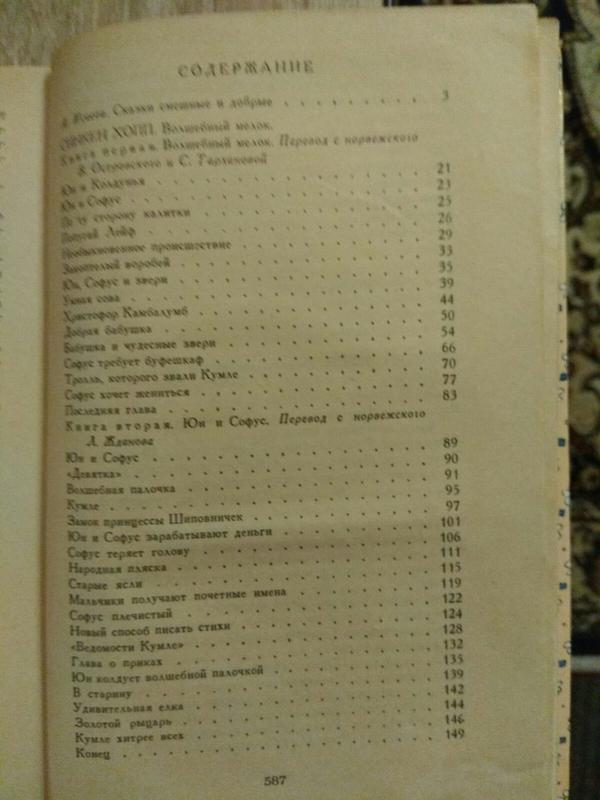 СОДЕРЖАНИЕ
Сказки смешные и добрые . . . . . . . . . 3
СИНКЕН ХОПП. Волшебный мелок.
Книга первая. Волшебный мелок. Перевод с норвежского
В. Островского и С. Тархановой
Юн и Колдунья . . . . . . . . . 21
Юн и Софус . . . . . . . . . 23
По ту сторону калитки . . . . . . . . . 25
Попугай Лейф . . . . . . . . . 26
Необыкновенное происшествие . . . . . . . . . 29
Закоптелый воробей . . . . . . . . . 33
Юн, Софус и звери . . . . . . . . . 35
Умная сова . . . . . . . . . 39
Христофор Камбалумб . . . . . . . . . 44
Добрая бабушка . . . . . . . . . 50
Бабушка и чудесные звери . . . . . . . . . 54
Софус требует буфешкаф . . . . . . . . . 66
Тролль, которого звали Кумле . . . . . . . . . 70
Софус хочет жениться . . . . . . . . . 77
Последняя глава . . . . . . . . . 83
Книга вторая. Юн и Софус. Перевод с норвежского
Л. Жданова
Юн и Софус . . . . . . . . . 89
«Девятка» . . . . . . . . . 90
Волшебная палочка . . . . . . . . . 91
Кумле . . . . . . . . . 95
Замок принцессы Шиповничек . . . . . . . . . 97
Юн и Софус зарабатывают деньги . . . . . . . . . 101
Софус теряет голову . . . . . . . . . 106
Народная пляска . . . . . . . . . 111
Старые ясли . . . . . . . . . 115
Мальчики получают почетные имена . . . . . . . . . 119
Софус плечистый . . . . . . . . . 122
Новый способ писать стихи . . . . . . . . . 124
«Ведомости Кумле» . . . . . . . . . 128
Глава о приках . . . . . . . . . 132
Юн колдует волшебной палочкой . . . . . . . . . 135
В старину . . . . . . . . . 139
Удивительная елка . . . . . . . . . 142
Золотой рыцарь . . . . . . . . . 144
Кумле хитрее всех . . . . . . . . . 146
Конец . . . . . . . . . 149
587